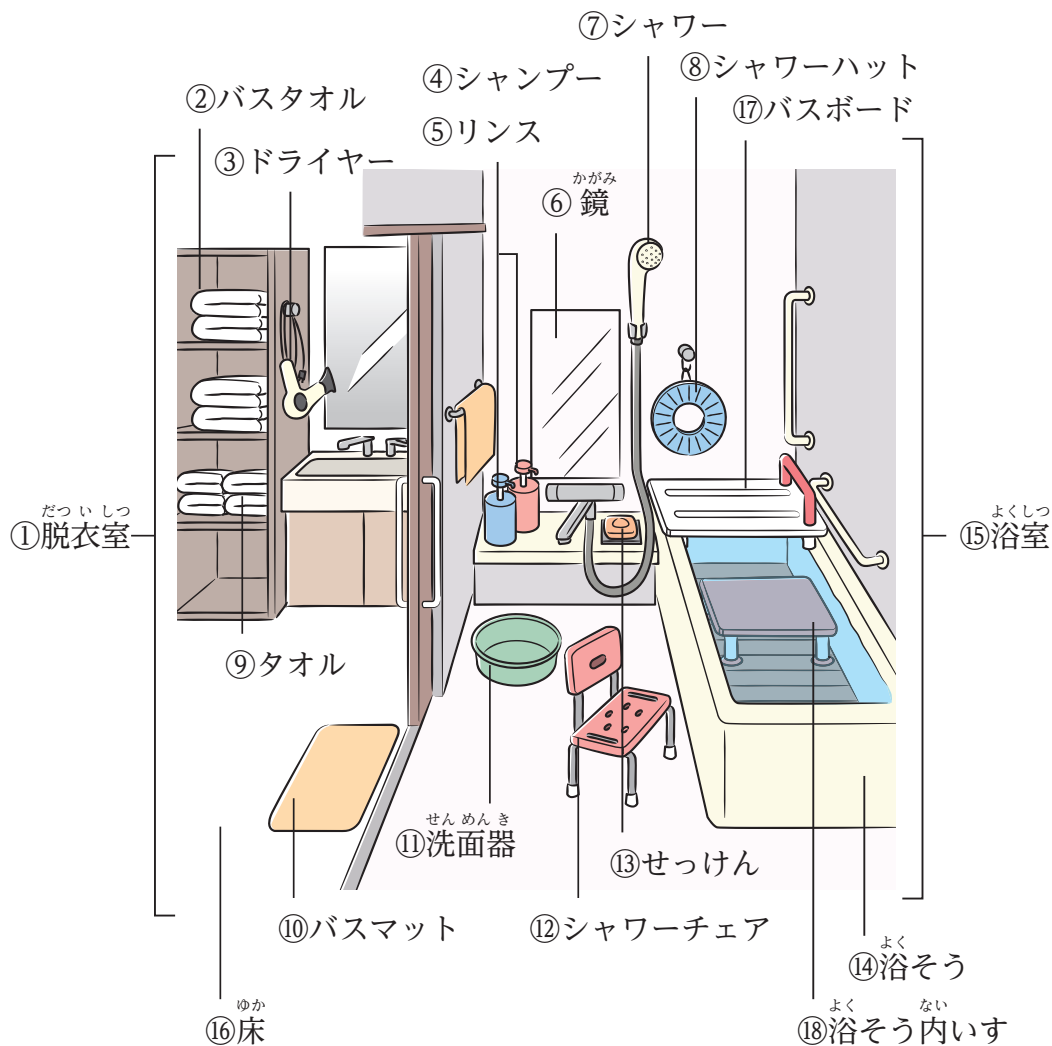 ⑦シャワー
④シャンプー
⑧シャワーハット
②バスタオル
⑰バスボード
⑤リンス
③ドライヤー
かがみ
⑥鏡
だついしつ
①脱衣室
よくしつ
⑮浴室
⑨タオル
せんめんき
⑪洗面器
⑬せっけん
⑩バスマット
⑫シャワーチェア
よく
⑭浴そう
ゆか
⑯床
よく ない
⑱浴そう内いす